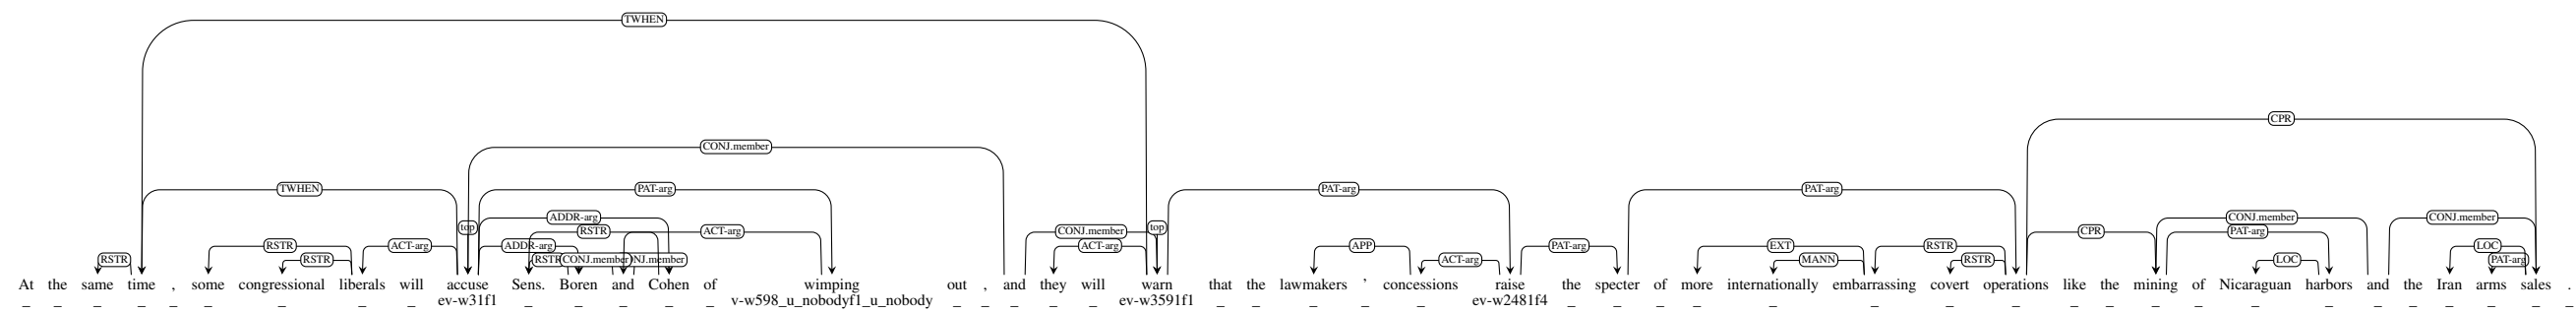 TWHEN
CPR
CONJ.member
TWHEN PAT-arg PAT-arg PAT-arg
ADDR-arg CONJ.member CONJ.member
top RSTR ACT-arg CONJ.member top CPR PAT-arg
RSTR ACT-arg ADDR-arg ACT-arg APP PAT-arg EXT RSTR LOC
RSTR RSTR RSTR CONJ.member NJ.member ACT-arg MANN RSTR LOC PAT-arg
At the same time , some congressional liberals will accuse Sens. Boren and Cohen of wimping out , and they will warn that the lawmakers ' concessions raise the specter of more internationally embarrassing covert operations like the mining of Nicaraguan harbors and the Iran arms sales .
_ _ _ _ _ _ _ _ _ ev-w31f1 _ _ _ _ _ v-w598_u_nobodyf1_u_nobody _ _ _ _ _ ev-w3591f1 _ _ _ _ _ ev-w2481f4 _ _ _ _ _ _ _ _ _ _ _ _ _ _ _ _ _ _ _ _